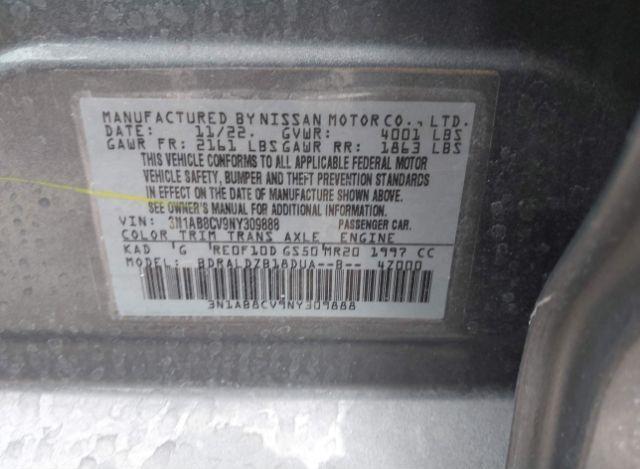 MANUFACTURED BY NISSAN MOTOR CO., LTD.
DATE: 11/22. GVWR: 4001 LBS
GAWR FR: 2161 LBS GAWR RR: 1863 LBS
THIS VEHICLE CONFORMS TO ALL APPLICABLE FEDERAL MOTOR
VEHICLE SAFETY, BUMPER AND THEFT PREVENTION STANDARDS
IN EFFECT ON THE DATE OF MANUFACTURE SHOWN ABOVE.
SEE OWNER'S MANUAL FOR ADDITIONAL INFORMATION.
VIN: 3N1AB8CV9NY309888 PASSENGER CAR.
COLOR TRIM TRANS AXLE ENGINE
KAD 'G RE0F10D GS50 MR20 1997 CC
MODEL: BDRALDZB18DUA--B-- 4Z000
3N1AB8CV9NY309888